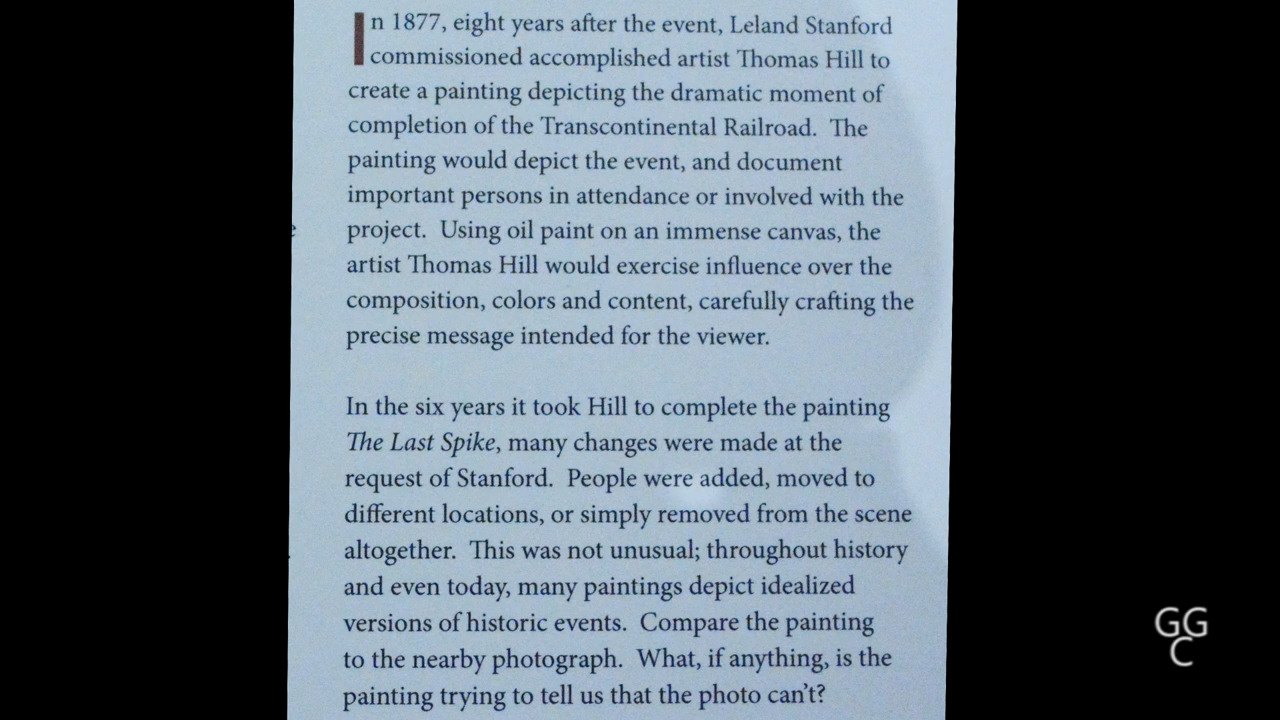 In 1877, eight years after the event, Leland Stanford
commissioned accomplished artist Thomas Hill to
create a painting depicting the dramatic moment of
completion of the Transcontinental Railroad.  The
painting would depict the event, and document
important persons in attendance or involved with the
project.  Using oil paint on an immense canvas, the
artist Thomas Hill would exercise influence over the
composition, colors and content, carefully crafting the
precise message intended for the viewer.

In the six years it took Hill to complete the painting
The Last Spike, many changes were made at the
request of Stanford.  People were added, moved to
different locations, or simply removed from the scene
altogether.  This was not unusual; throughout history
and even today, many paintings depict idealized
versions of historic events.  Compare the painting
to the nearby photograph.  What, if anything, is the
painting trying to tell us that the photo can't?
GG
C